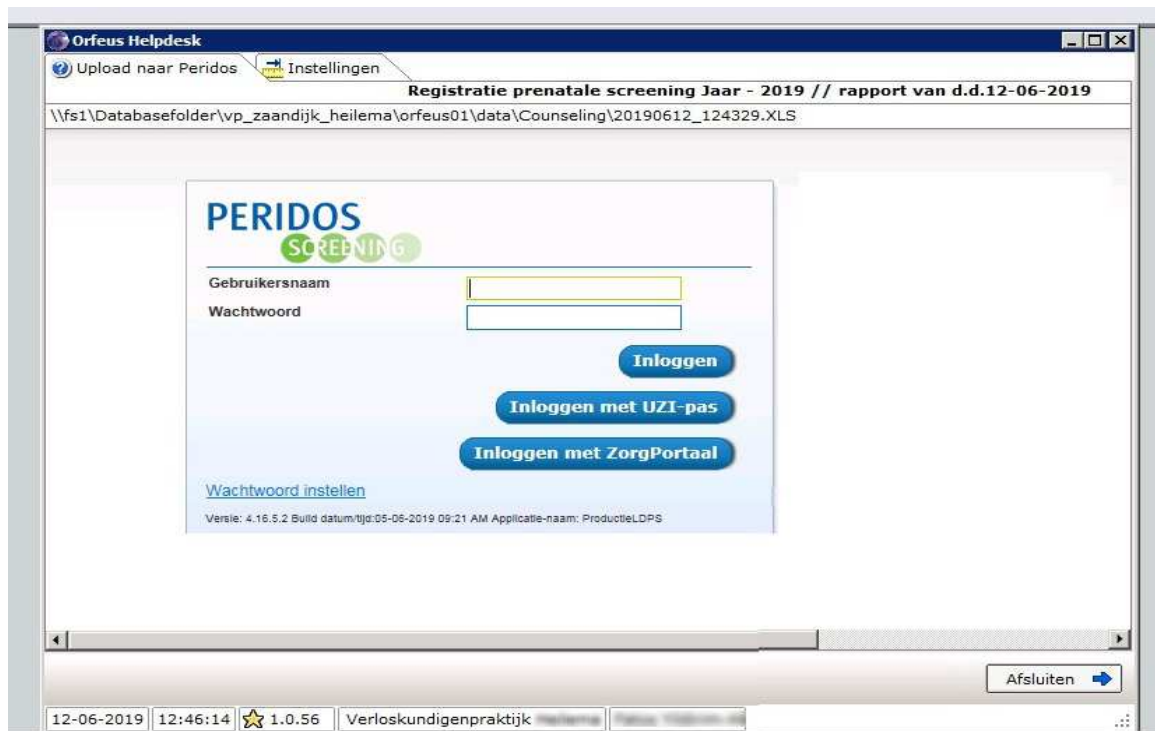 Orfeus Helpdesk
Upload naar Peridos
Instellingen
Registratie prenatale screening Jaar - 2019 // rapport van d.d.12-06-2019
\\fs1\Databasefolder\vp_zaandijk_heilema\orfeus01\data\Counseling\20190612_124329.XLS
PERIDOS
SCREENING
Gebruikersnaam
Wachtwoord
Inloggen
Inloggen met UZI-pas
Inloggen met ZorgPortaal
Wachtwoord instellen
Versie: 4.16.5.2 Build datum/tijd:05-06-2019 09:21 AM Applicatie-naam: ProductieLDPS
Afsluiten
12-06-2019 12:46:14 1.0.56 Verloskundigenpraktijk